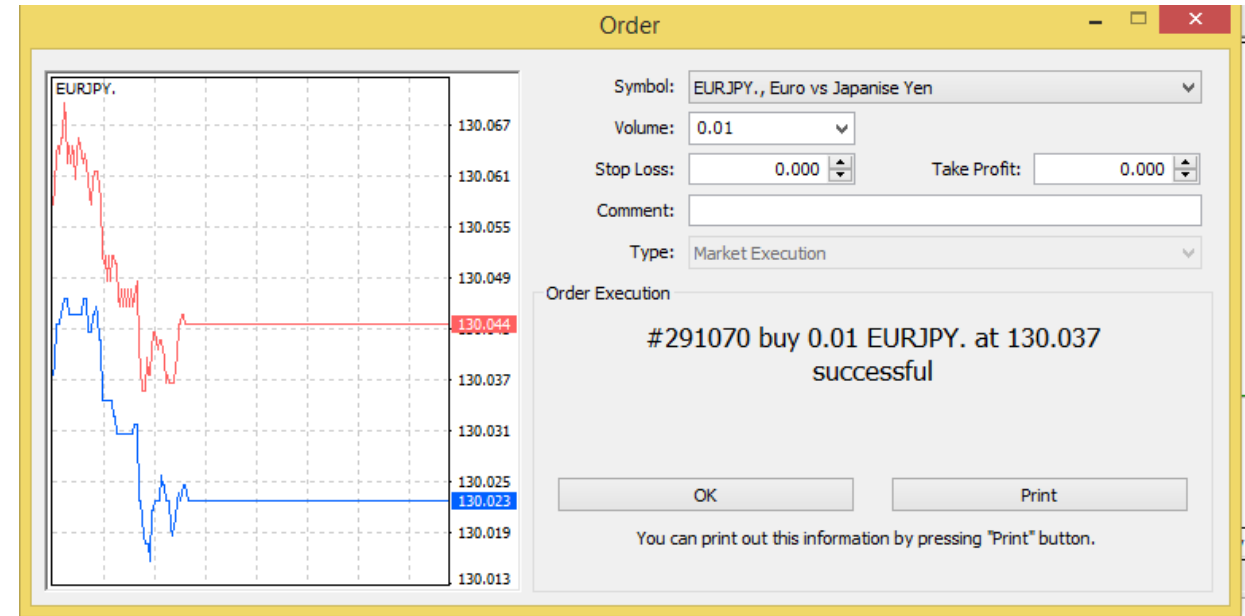 Order
EURJPY.
130.067
130.061
130.055
130.049
130.044
130.037
130.031
130.025
130.023
130.019
130.013
Symbol: EURJPY., Euro vs Japanise Yen
Volume: 0.01
Stop Loss: 0.000 Take Profit: 0.000
Comment:
Type: Market Execution
Order Execution
#291070 buy 0.01 EURJPY. at 130.037
successful
OK Print
You can print out this information by pressing "Print" button.